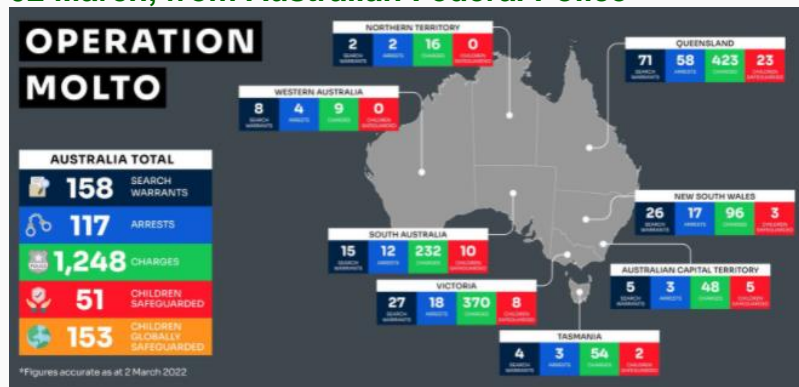 OPERATION
MOLTO
AUSTRALIA TOTAL
158 SEARCH WARRANTS
117 ARRESTS
1,248 CHARGES
51 CHILDREN SAFEGUARDED
153 CHILDREN GLOBALLY SAFEGUARDED
*Figures accurate as at 2 March 2022
NORTHERN TERRITORY
2 2 16 0
SEARCH WARRANTS ARRESTS CHARGES CHILDREN SAFEGUARDED
QUEENSLAND
71 58 423 23
SEARCH WARRANTS ARRESTS CHARGES CHILDREN SAFEGUARDED
WESTERN AUSTRALIA
8 4 9 0
SEARCH WARRANTS ARRESTS CHARGES CHILDREN SAFEGUARDED
NEW SOUTH WALES
26 17 96 3
SEARCH WARRANTS ARRESTS CHARGES CHILDREN SAFEGUARDED
SOUTH AUSTRALIA
15 12 232 10
SEARCH WARRANTS ARRESTS CHARGES CHILDREN SAFEGUARDED
AUSTRALIAN CAPITAL TERRITORY
5 3 48 5
SEARCH WARRANTS ARRESTS CHARGES CHILDREN SAFEGUARDED
VICTORIA
27 18 370 8
SEARCH WARRANTS ARRESTS CHARGES CHILDREN SAFEGUARDED
TASMANIA
4 3 54 2
SEARCH WARRANTS ARRESTS CHARGES CHILDREN SAFEGUARDED